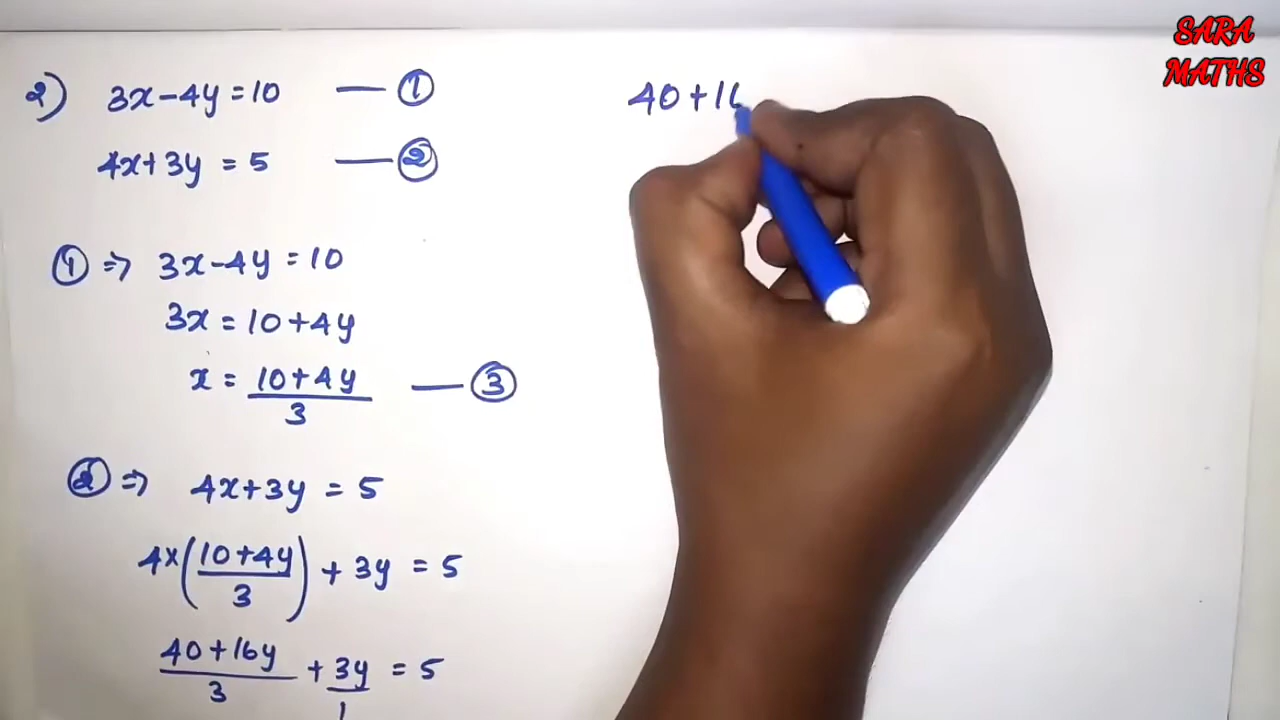 SARA
MATHS
2) 3x-4y=10 — ①
4x+3y = 5 — ②
① ⇒ 3x-4y = 10
3x = 10+4y
x = 10+4y — ③
3
② ⇒ 4x+3y = 5
4×(10+4y/3) + 3y = 5
40+16y/3 + 3y/1 = 5
40+16